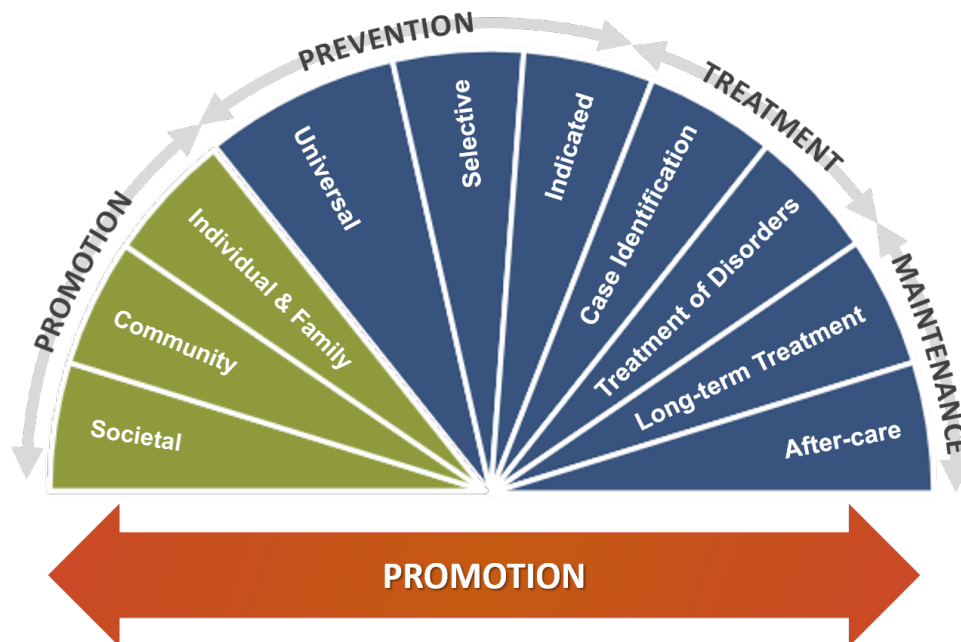 PROMOTION
PREVENTION
TREATMENT
MAINTENANCE
Societal
Community
Individual & Family
Universal
Selective
Indicated
Case Identification
Treatment of Disorders
Long-term Treatment
After-care
PROMOTION